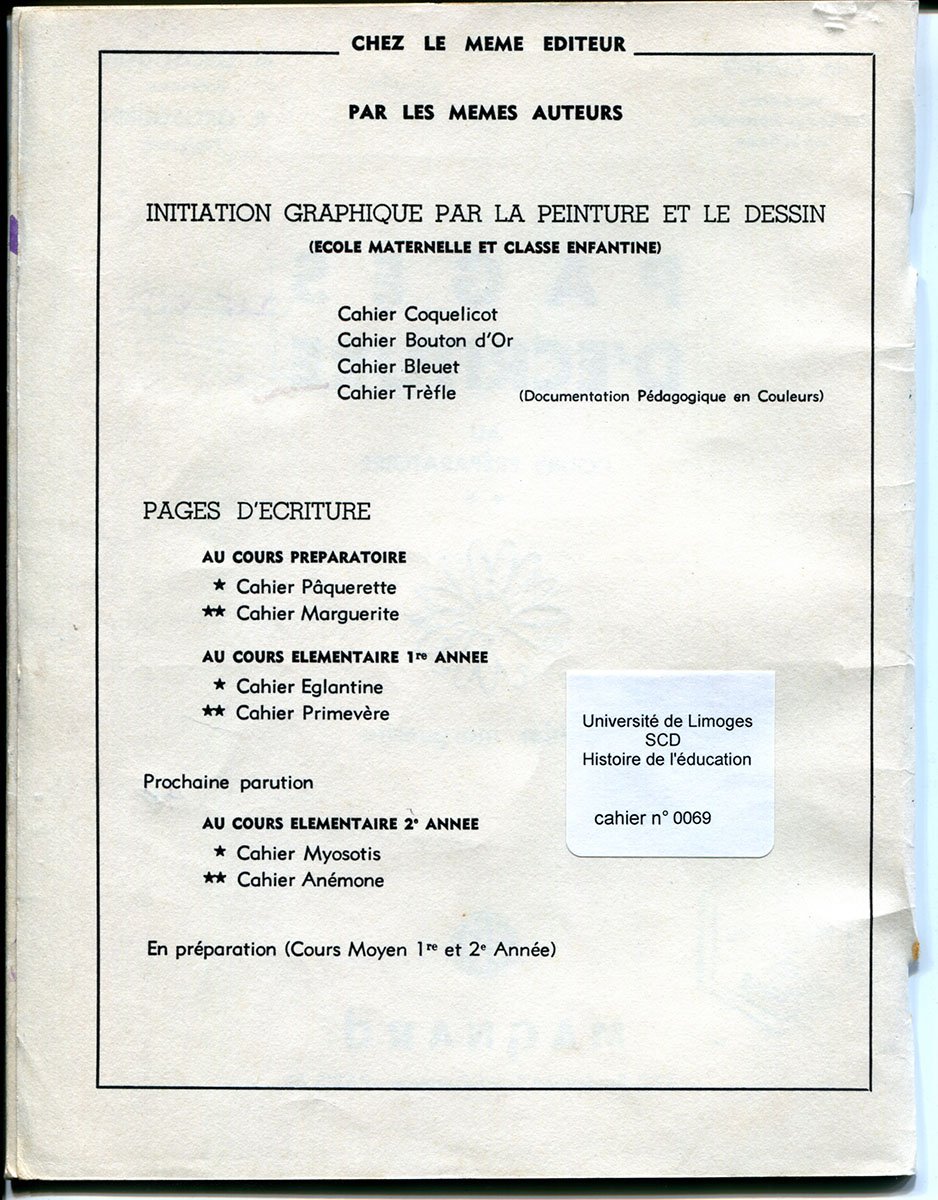 CHEZ LE MEME EDITEUR
PAR LES MEMES AUTEURS
INITIATION GRAPHIQUE PAR LA PEINTURE ET LE DESSIN
(ECOLE MATERNELLE ET CLASSE ENFANTINE)
Cahier Coquelicot
Cahier Bouton d'Or
Cahier Bleuet
Cahier Trèfle (Documentation Pédagogique en Couleurs)
PAGES D'ECRITURE
AU COURS PREPARATOIRE
★ Cahier Pâquerette
★★ Cahier Marguerite
AU COURS ELEMENTAIRE 1re ANNEE
★ Cahier Eglantine
★★ Cahier Primevère
Université de Limoges
SCD
Histoire de l'éducation
cahier n° 0069
Prochaine parution
AU COURS ELEMENTAIRE 2e ANNEE
★ Cahier Myosotis
★★ Cahier Anémone
En préparation (Cours Moyen 1re et 2e Année)